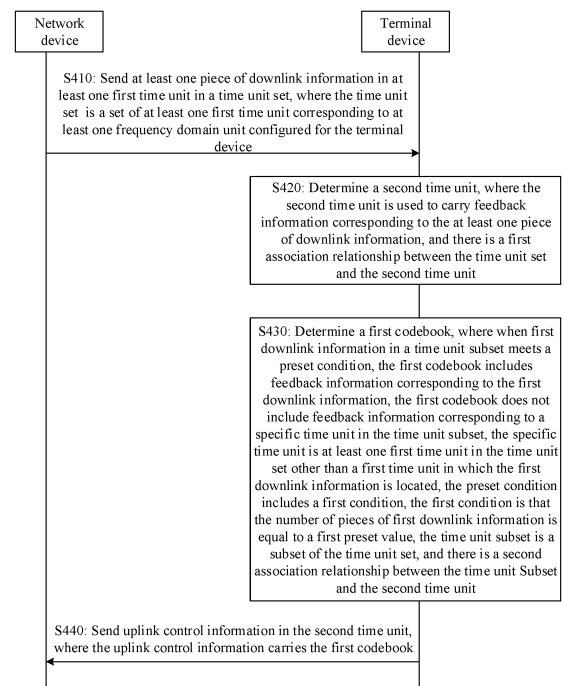 Network
device
Terminal
device
S410: Send at least one piece of downlink information in at
least one first time unit in a time unit set, where the time unit
set is a set of at least one first time unit corresponding to at
least one frequency domain unit configured for the terminal
device
S420: Determine a second time unit, where the
second time unit is used to carry feedback
information corresponding to the at least one piece
of downlink information, and there is a first
association relationship between the time unit set
and the second time unit
S430: Determine a first codebook, where when first
downlink information in a time unit subset meets a
preset condition, the first codebook includes
feedback information corresponding to the first
downlink information, the first codebook does not
include feedback information corresponding to a
specific time unit in the time unit subset, the specific
time unit is at least one first time unit in the time unit
set other than a first time unit in which the first
downlink information is located, the preset condition
includes a first condition, the first condition is that
the number of pieces of first downlink information is
equal to a first preset value, the time unit subset is a
subset of the time unit set, and there is a second
association relationship between the time unit Subset
and the second time unit
S440: Send uplink control information in the second time unit,
where the uplink control information carries the first codebook